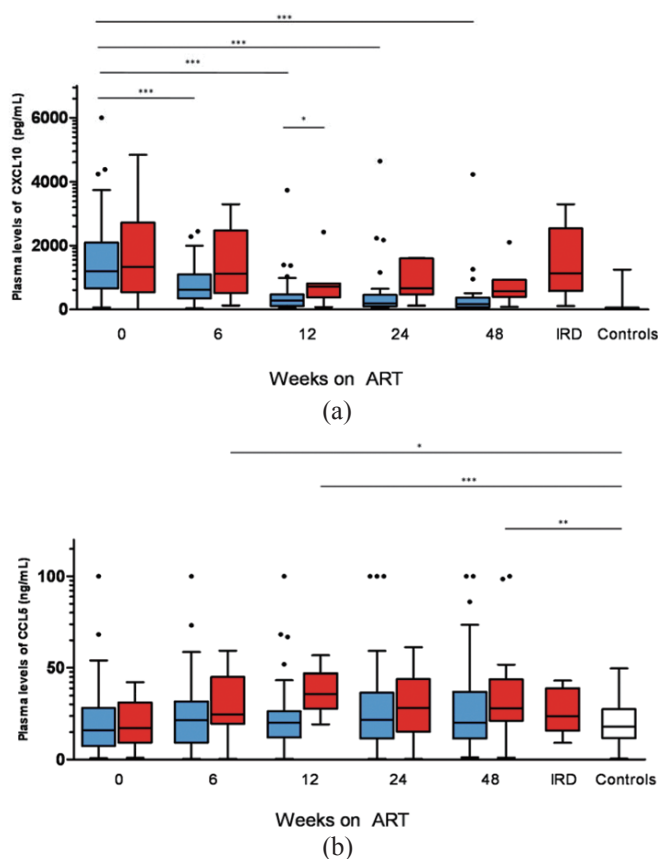 ***
***
***
***
*
6000
4000
2000
0
Plasma levels of CXCL10 (pg/mL)
0 6 12 24 48 IRD Controls
Weeks on ART
(a)
*
***
**
100
50
0
Plasma levels of CCL5 (ng/mL)
0 6 12 24 48 IRD Controls
Weeks on ART
(b)